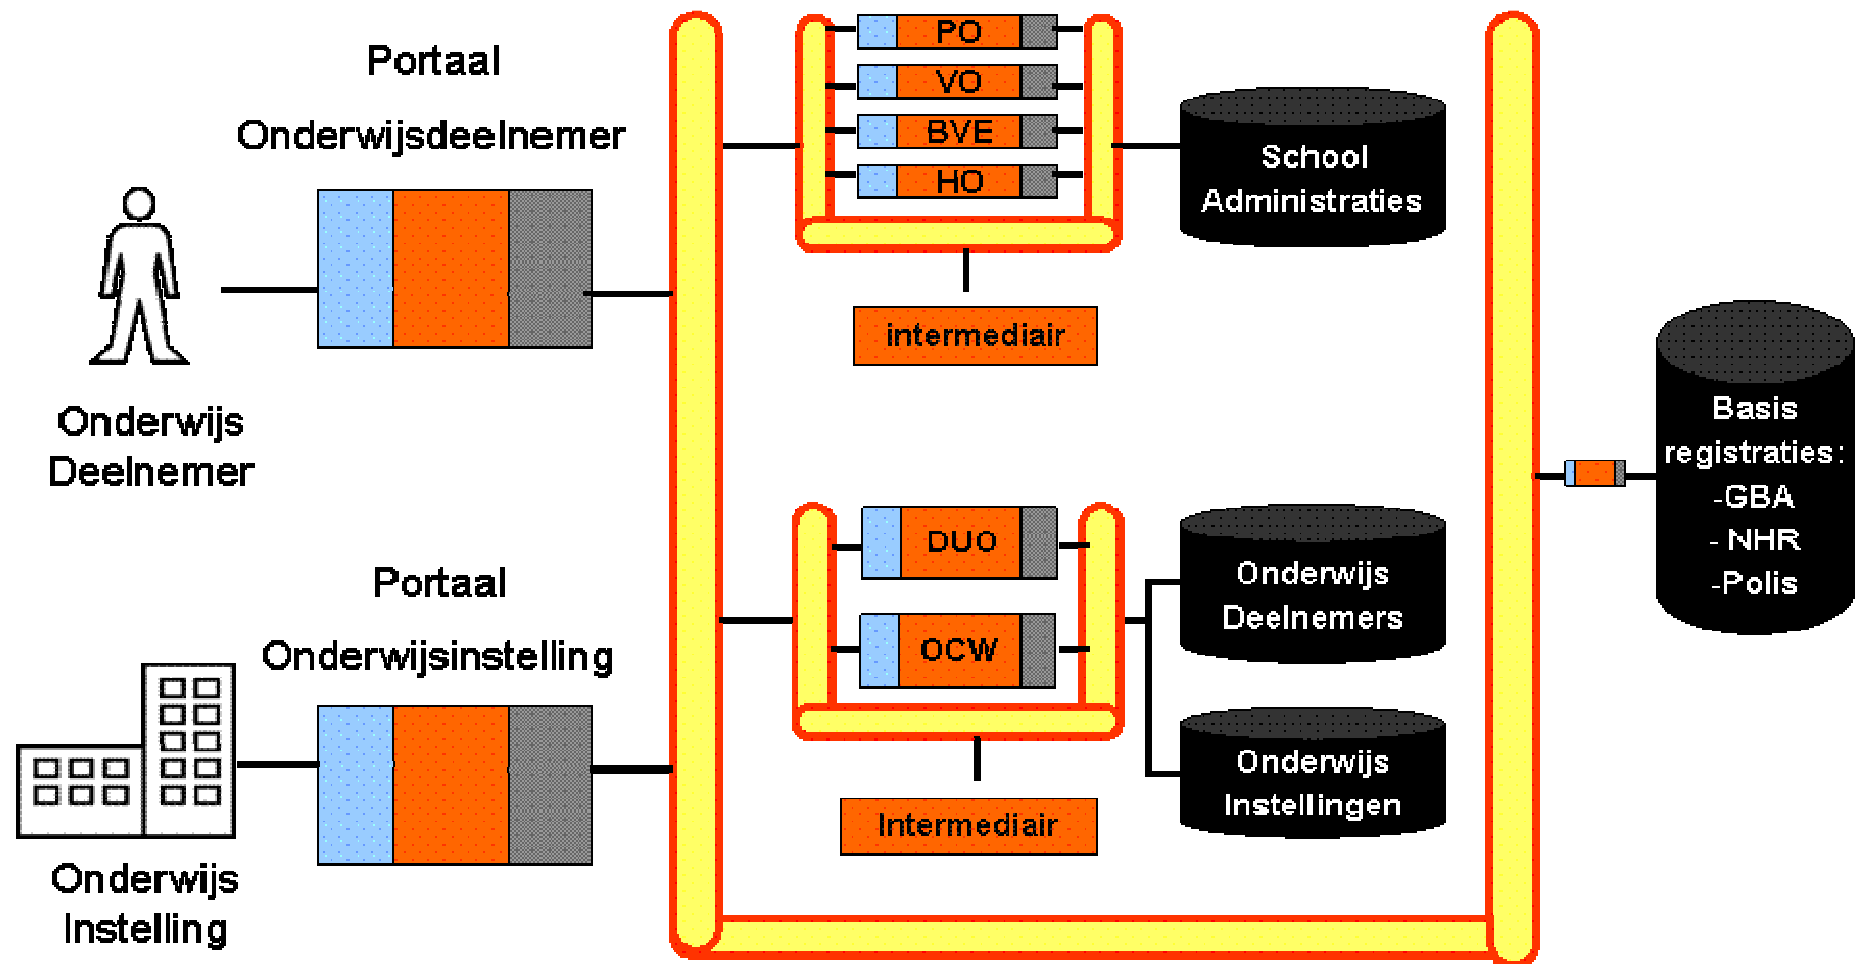 Portaal
Onderwijsdeelnemer
Onderwijs
Deelnemer
Portaal
Onderwijsinstelling
Onderwijs
Instelling
PO
VO
BVE
HO
intermediair
School
Administraties
DUO
OCW
Intermediair
Onderwijs
Deelnemers
Onderwijs
Instellingen
Basis
registraties:
-GBA
- NHR
-Polis